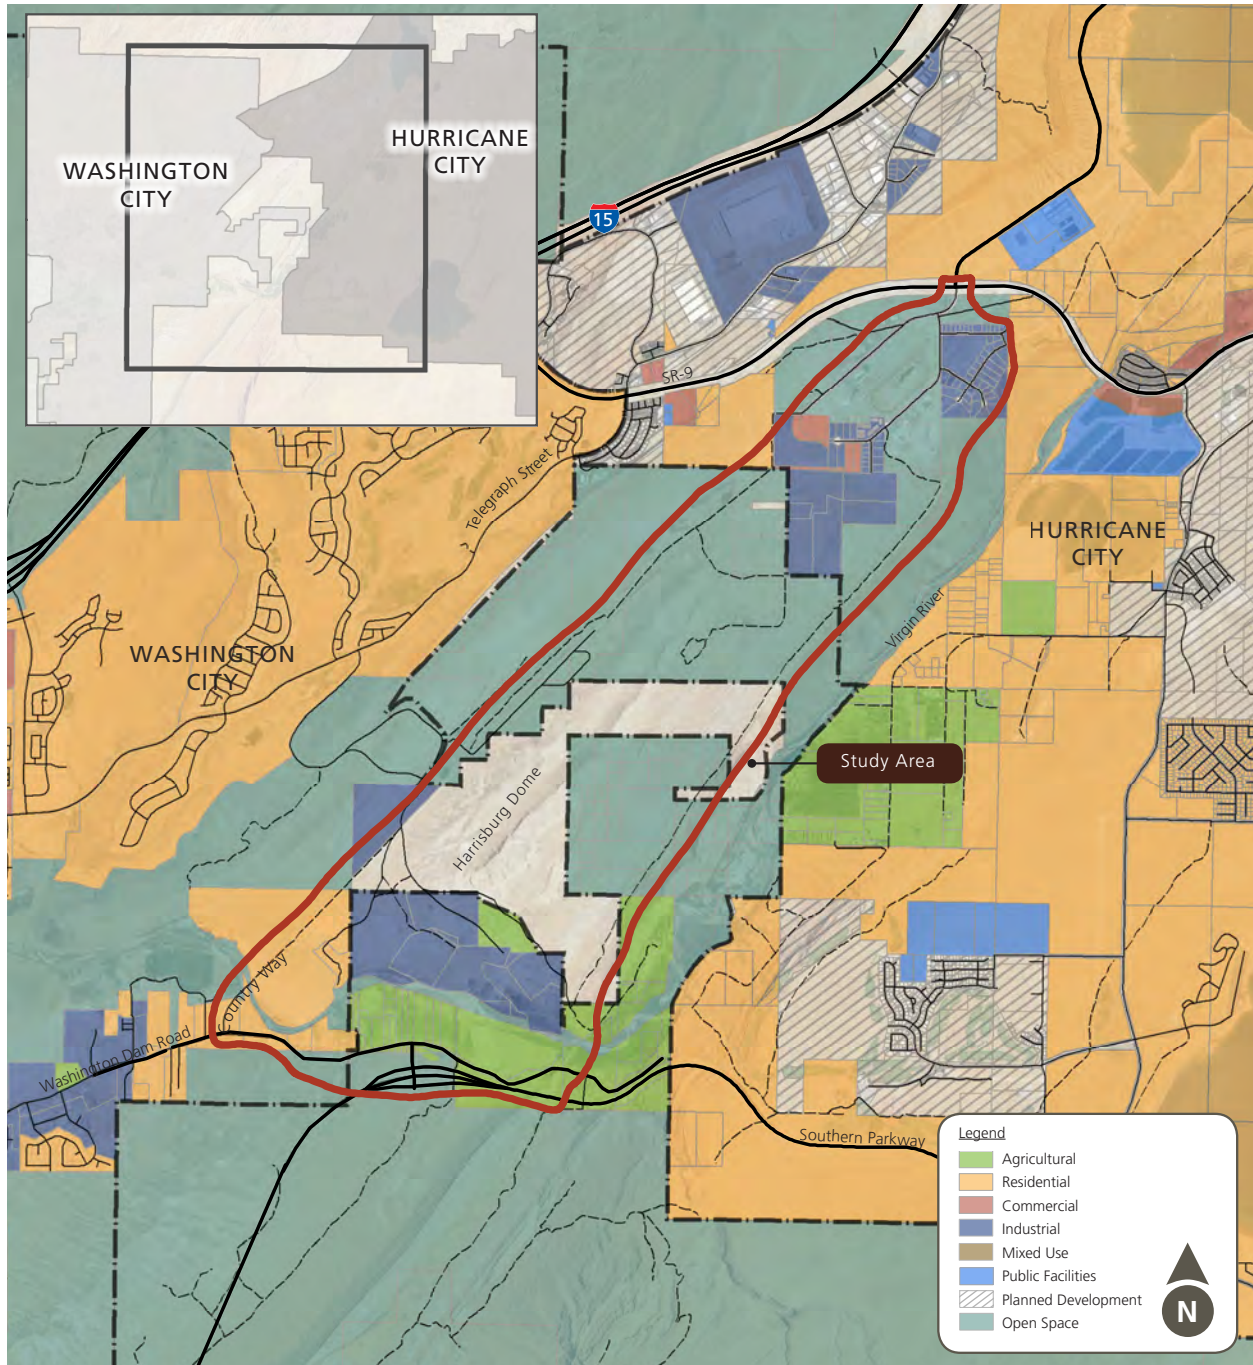 WASHINGTON
CITY
HURRICANE
CITY
15
SR-9
Telegraph Street
HURRICANE
CITY
Virgin River
WASHINGTON
CITY
Study Area
Harrisburg Dome
Country Way
Washington Dam Road
Southern Parkway
Legend
Agricultural
Residential
Commercial
Industrial
Mixed Use
Public Facilities
Planned Development
Open Space
N